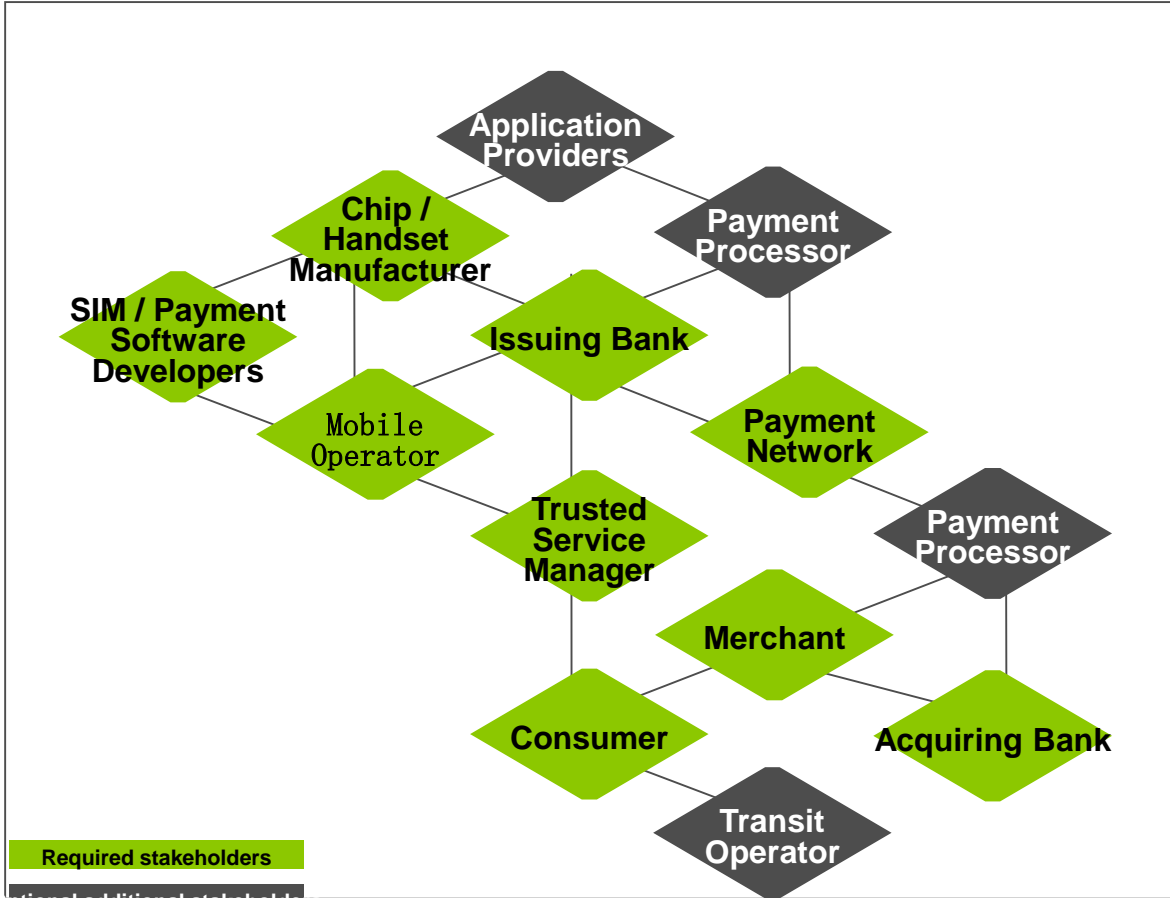 Application
Providers
Chip /
Handset
Manufacturer
Payment
Processor
SIM / Payment
Software
Developers
Issuing Bank
Mobile
Operator
Payment
Network
Trusted
Service
Manager
Payment
Processor
Merchant
Consumer
Acquiring Bank
Transit
Operator
Required stakeholders
additional